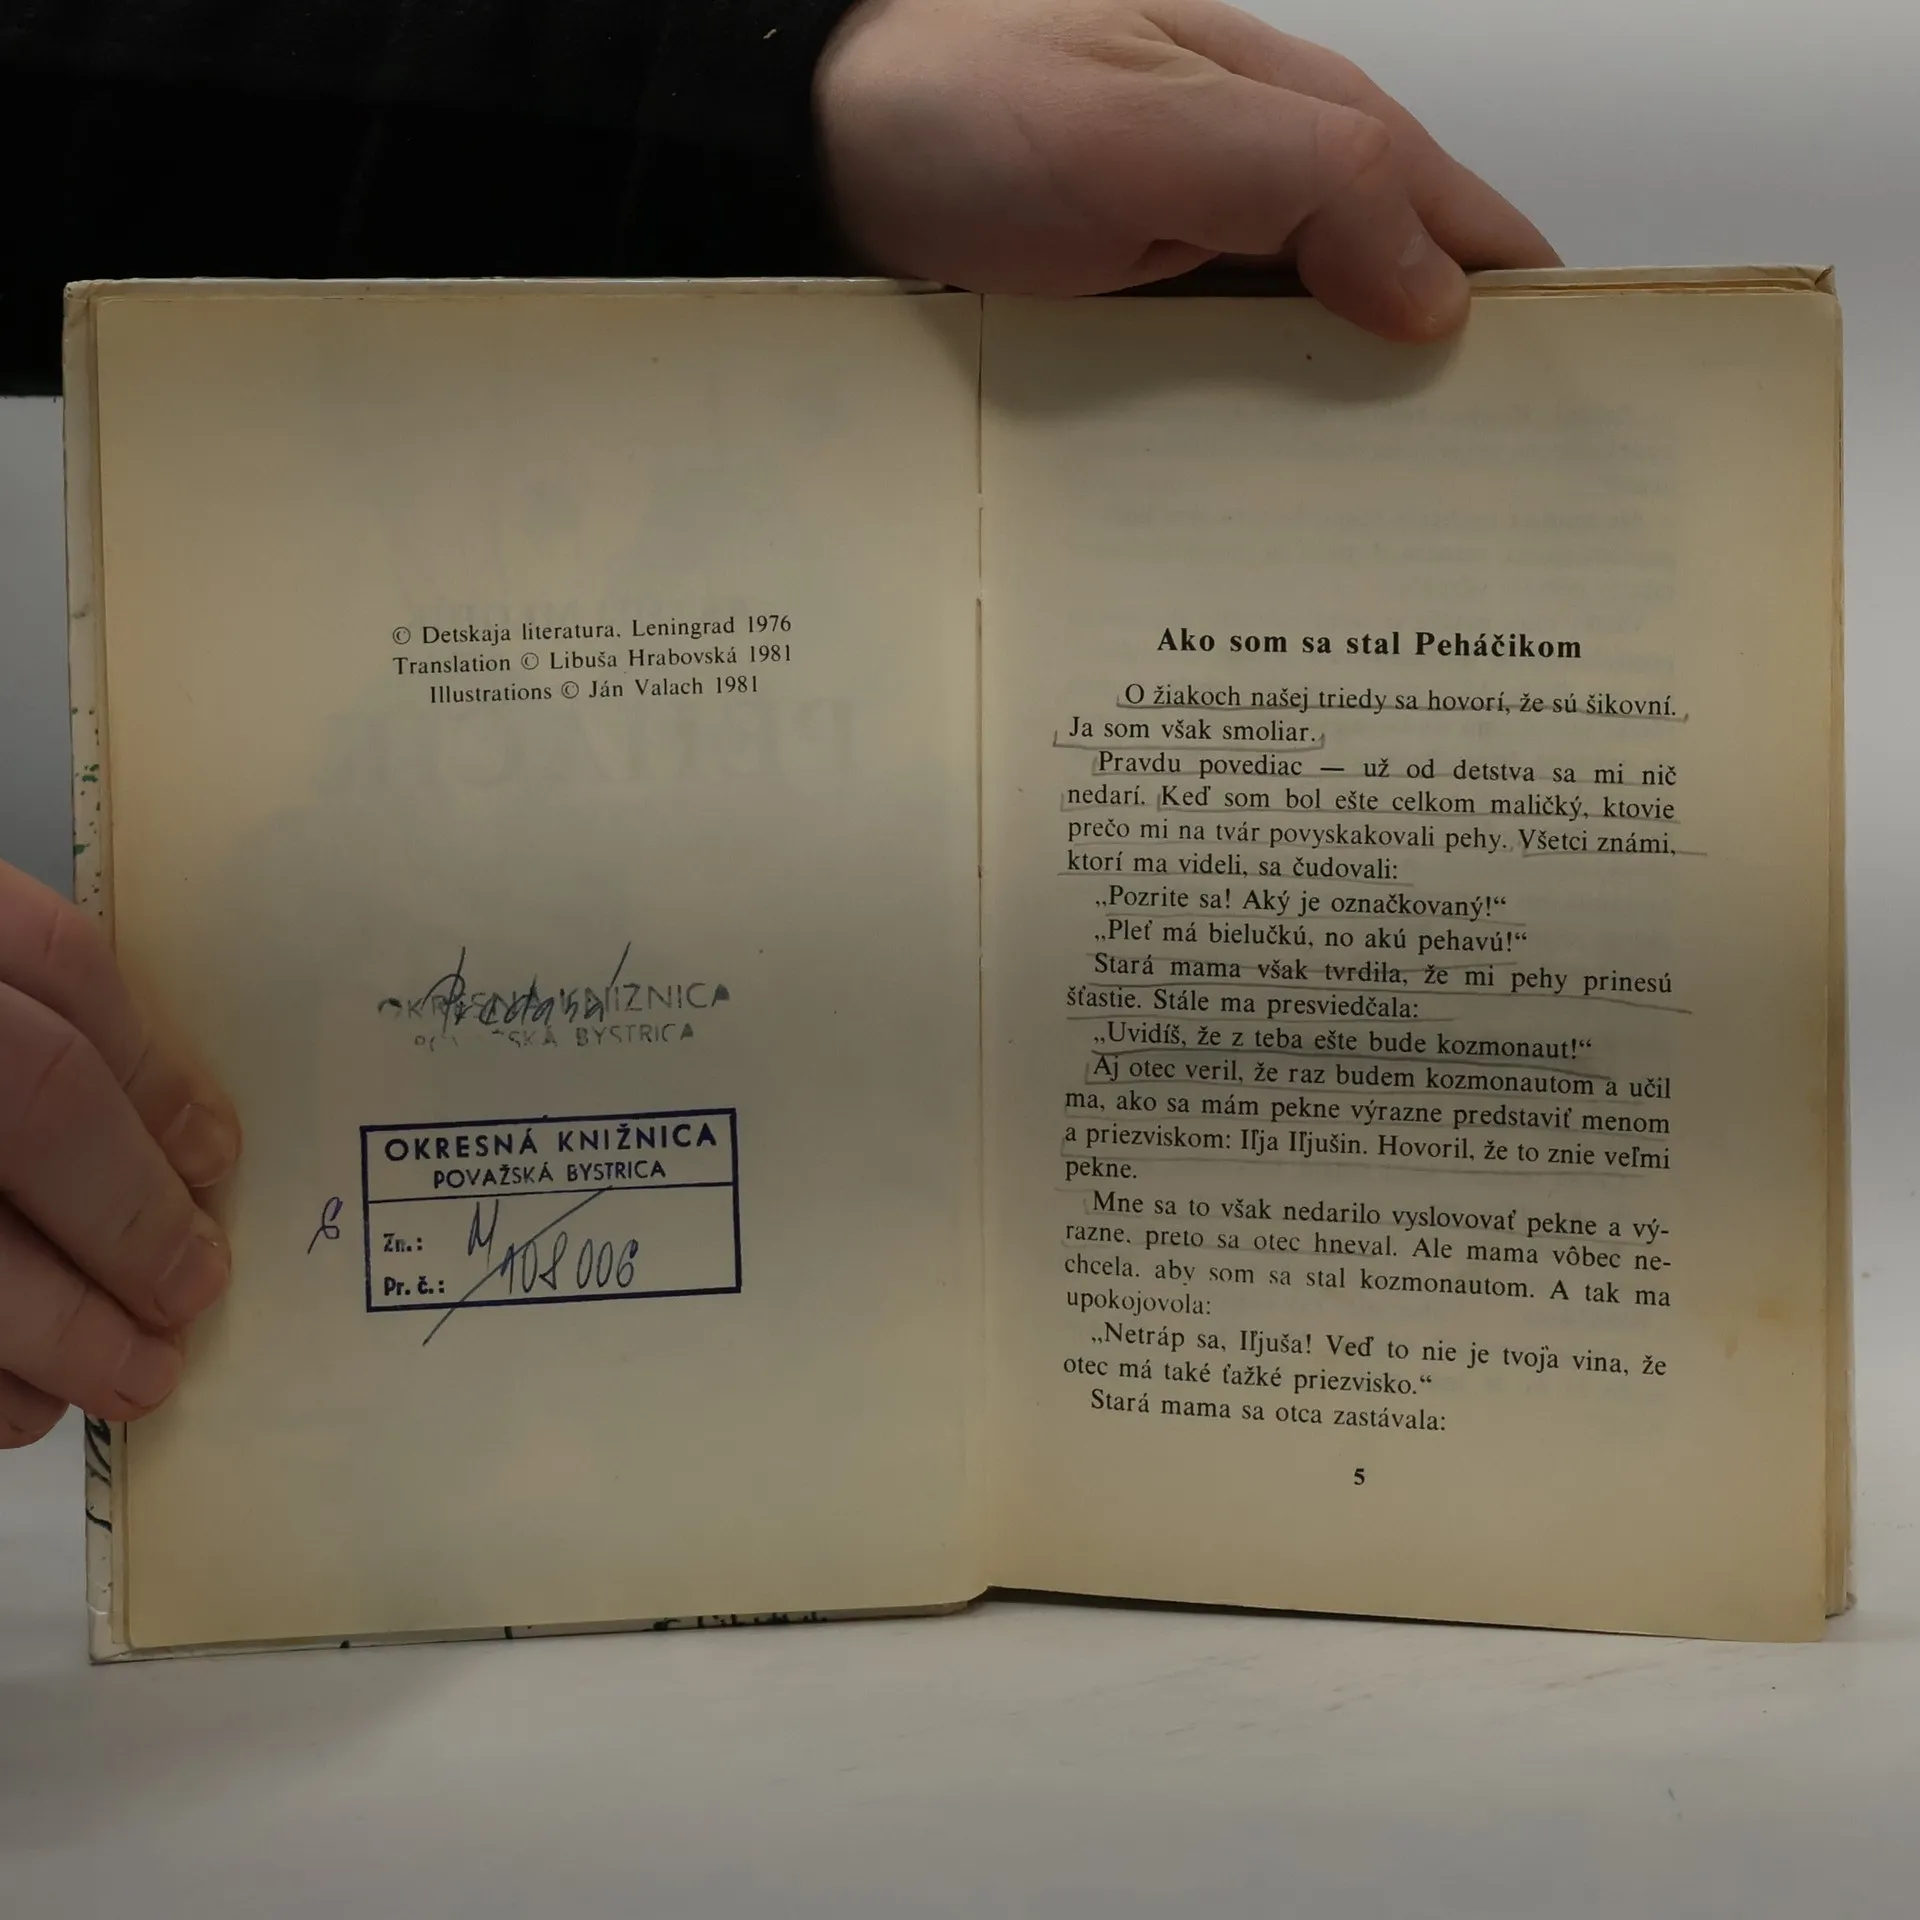 © Detskaja literatura. Leningrad 1976
Translation © Libuša Hrabovská 1981
Illustrations © Ján Valach 1981
OKRESNÁ KNIŽNICA
BYSTRICA
OKRESNÁ KNIŽNICA
POVAŽSKÁ BYSTRICA
Zn.: M
Pr. č.: 108 006
Ako som sa stal Peháčikom
O žiakoch našej triedy sa hovorí, že sú šikovní.
Ja som však smoliar.
Pravdu povediac — už od detstva sa mi nič
nedarí. Keď som bol ešte celkom maličký, ktovie
prečo mi na tvár povyskakovali pehy. Všetci známi,
ktorí ma videli, sa čudovali:
„Pozrite sa! Aký je označkovaný!“
„Pleť má bielučkú, no akú pehavú!“
Stará mama však tvrdila, že mi pehy prinesú
šťastie. Stále ma presviedčala:
„Uvidíš, že z teba ešte bude kozmonaut!“
Aj otec veril, že raz budem kozmonautom a učil
ma, ako sa mám pekne výrazne predstaviť menom
a priezviskom: Iľja Iľjušin. Hovoril, že to znie veľmi
pekne.
Mne sa to však nedarilo vyslovovať pekne a vý-
razne. preto sa otec hneval. Ale mama vôbec ne-
chcela. aby som sa stal kozmonautom. A tak ma
upokojovola:
„Netráp sa, Iľjuša! Veď to nie je tvoja vina, že
otec má také ťažké priezvisko.“
Stará mama sa otca zastávala:
5